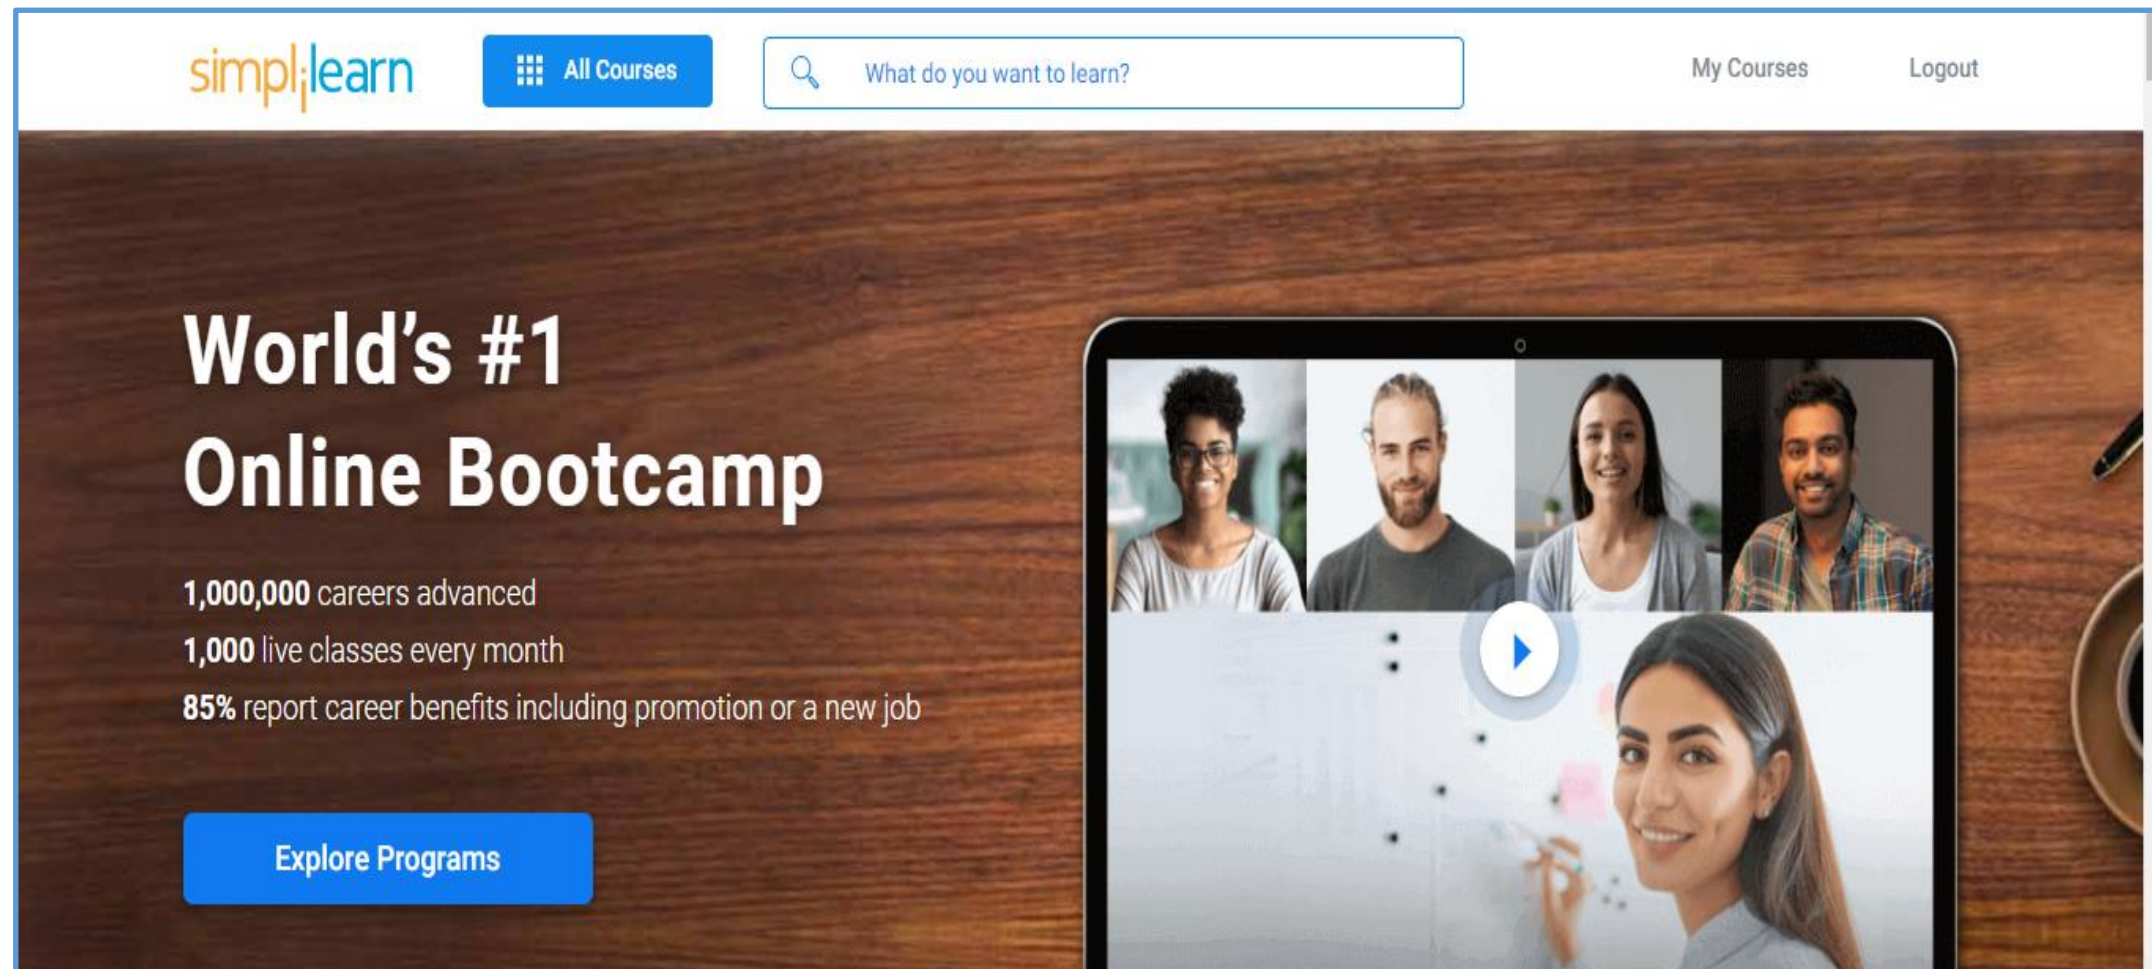 simplilearn
All Courses
What do you want to learn?
My Courses
Logout
World's #1
Online Bootcamp
1,000,000 careers advanced
1,000 live classes every month
85% report career benefits including promotion or a new job
Explore Programs